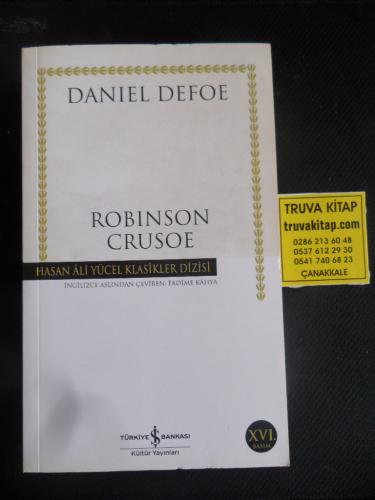 DANIEL DEFOE
ROBINSON
CRUSOE
HASAN ÂLİ YÜCEL KLASİKLER DİZİSİ
İNGİLİZCE ASLINDAN ÇEVİREN: FADİME KÂHYA
TÜRKİYE İŞ BANKASI
Kültür Yayınları
XVI.
BASIM
TRUVA KİTAP
truvakitap.com
0286 213 60 48
0537 612 29 30
0541 740 68 23
ÇANAKKALE